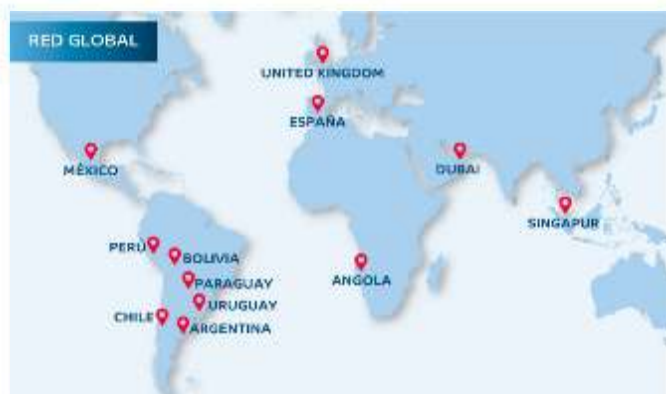 RED GLOBAL
UNITED KINGDOM
ESPAÑA
MÉXICO
DUBAI
SINGAPUR
PERÚ
BOLIVIA
ANGOLA
PARAGUAY
URUGUAY
CHILE
ARGENTINA